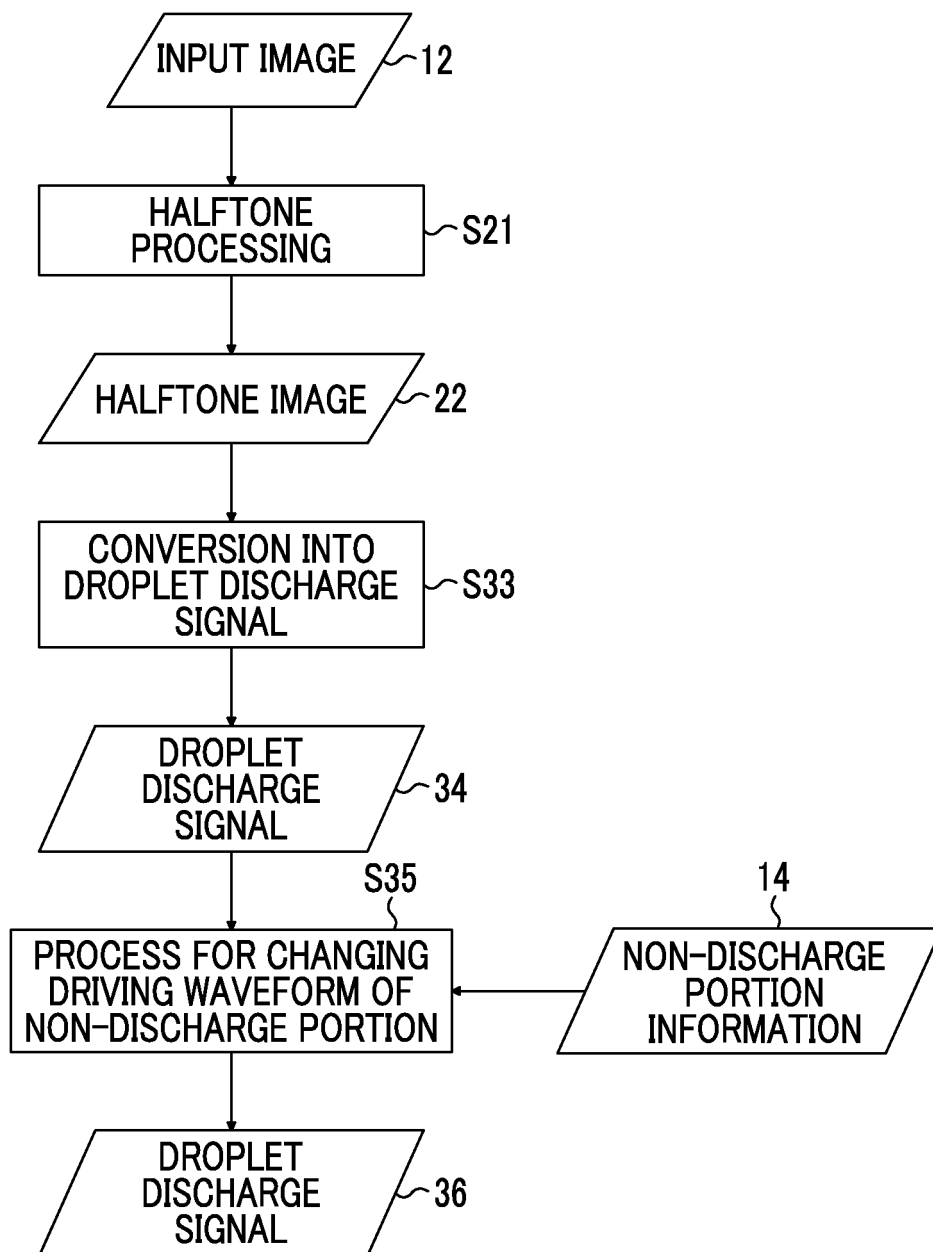 INPUT IMAGE
12
HALFTONE
PROCESSING
S21
HALFTONE IMAGE
22
CONVERSION INTO
DROPLET DISCHARGE
SIGNAL
S33
DROPLET
DISCHARGE
SIGNAL
34
S35
PROCESS FOR CHANGING
DRIVING WAVEFORM OF
NON-DISCHARGE PORTION
14
NON-DISCHARGE
PORTION
INFORMATION
DROPLET
DISCHARGE
SIGNAL
36